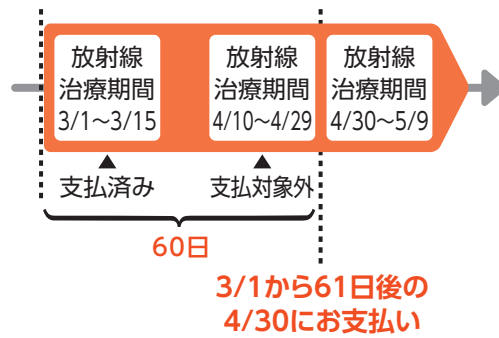 放射線
治療期間
3/1～3/15
放射線
治療期間
4/10～4/29
放射線
治療期間
4/30～5/9
支払済み
支払対象外
60日
3/1から61日後の
4/30にお支払い